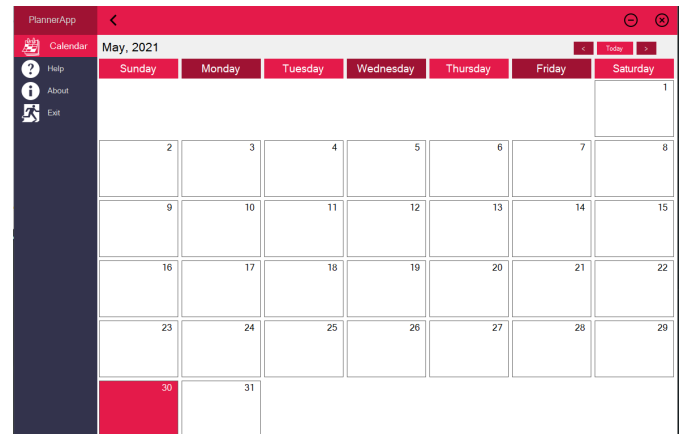 PlannerApp
Calendar
Help
About
Exit
May, 2021
< Today >
Sunday Monday Tuesday Wednesday Thursday Friday Saturday
1
2 3 4 5 6 7 8
9 10 11 12 13 14 15
16 17 18 19 20 21 22
23 24 25 26 27 28 29
30 31